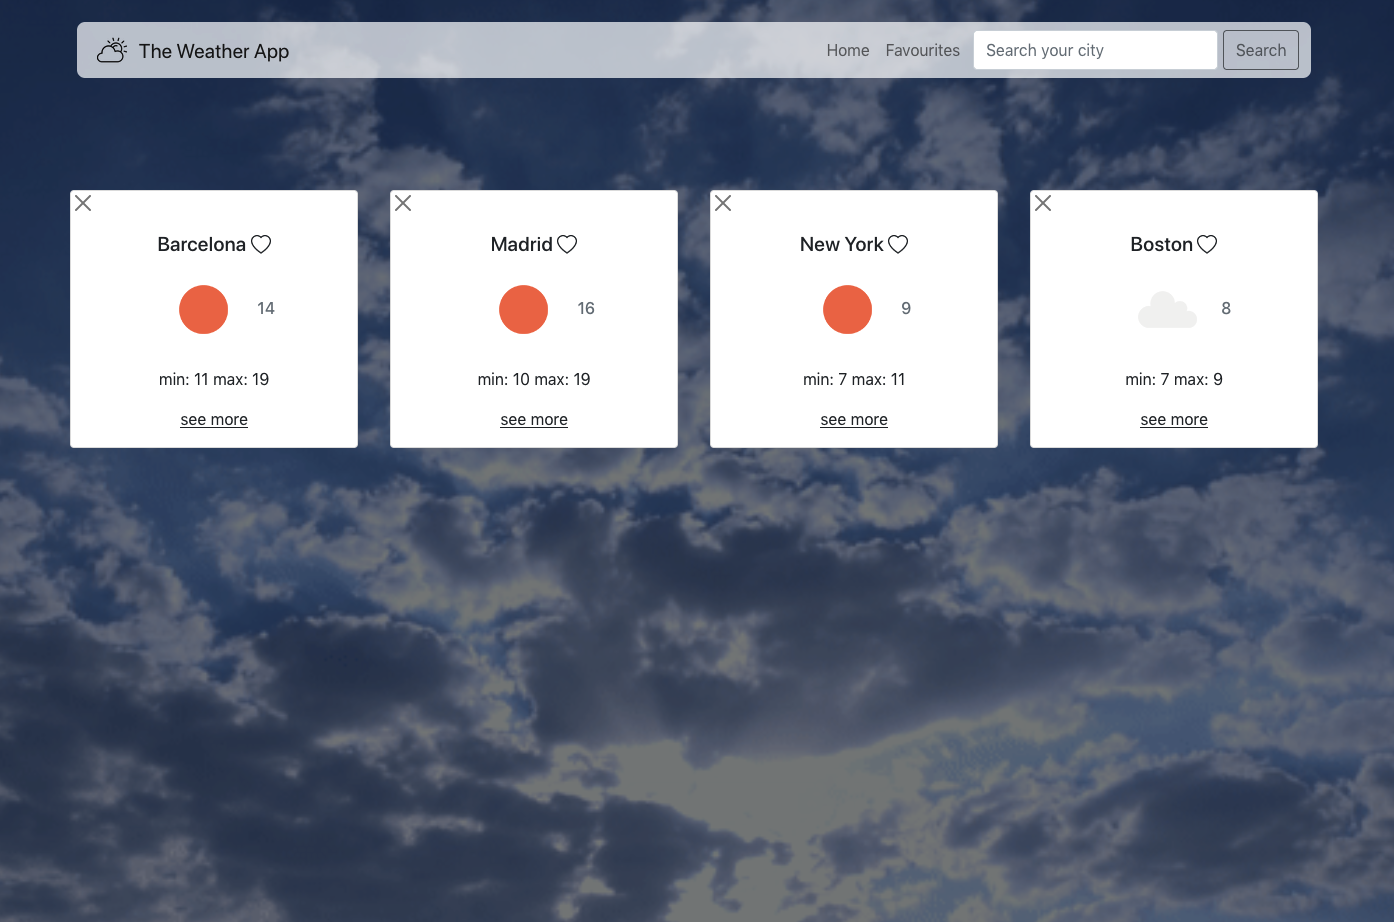 The Weather App
Home Favourites Search your city Search
Barcelona
14
min: 11 max: 19
see more
Madrid
16
min: 10 max: 19
see more
New York
9
min: 7 max: 11
see more
Boston
8
min: 7 max: 9
see more